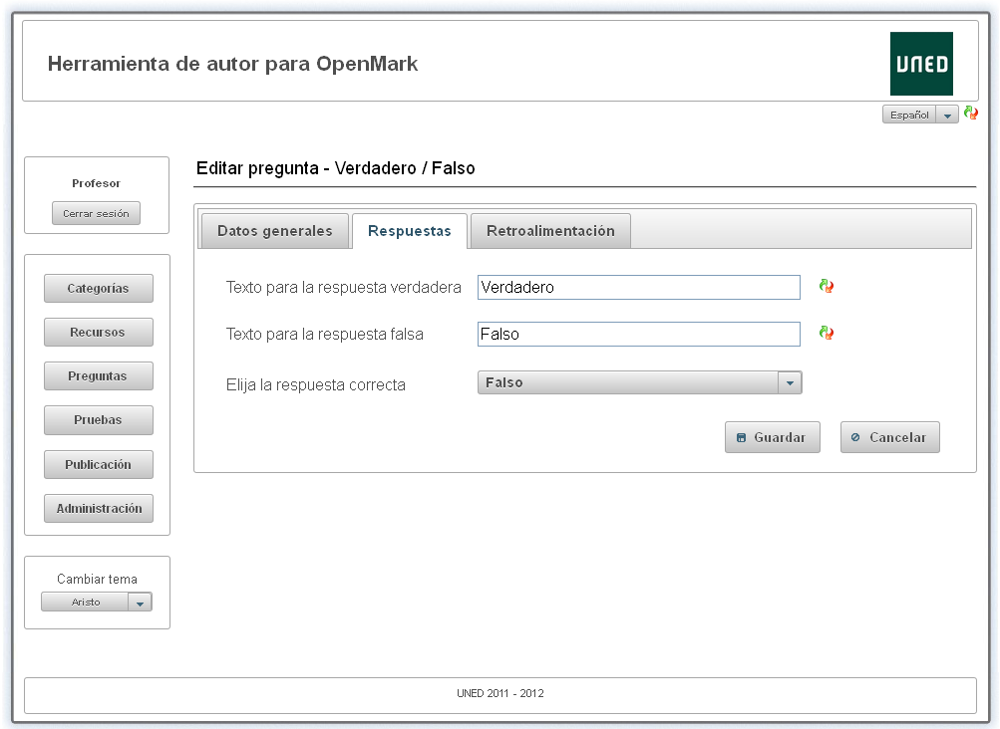 Herramienta de autor para OpenMark
UNED
Español
Profesor
Cerrar sesión
Categorías
Recursos
Preguntas
Pruebas
Publicación
Administración
Cambiar tema
Aristo
Editar pregunta - Verdadero / Falso
Datos generales
Respuestas
Retroalimentación
Texto para la respuesta verdadera
Verdadero
Texto para la respuesta falsa
Falso
Elija la respuesta correcta
Falso
Guardar
Cancelar
UNED 2011 - 2012